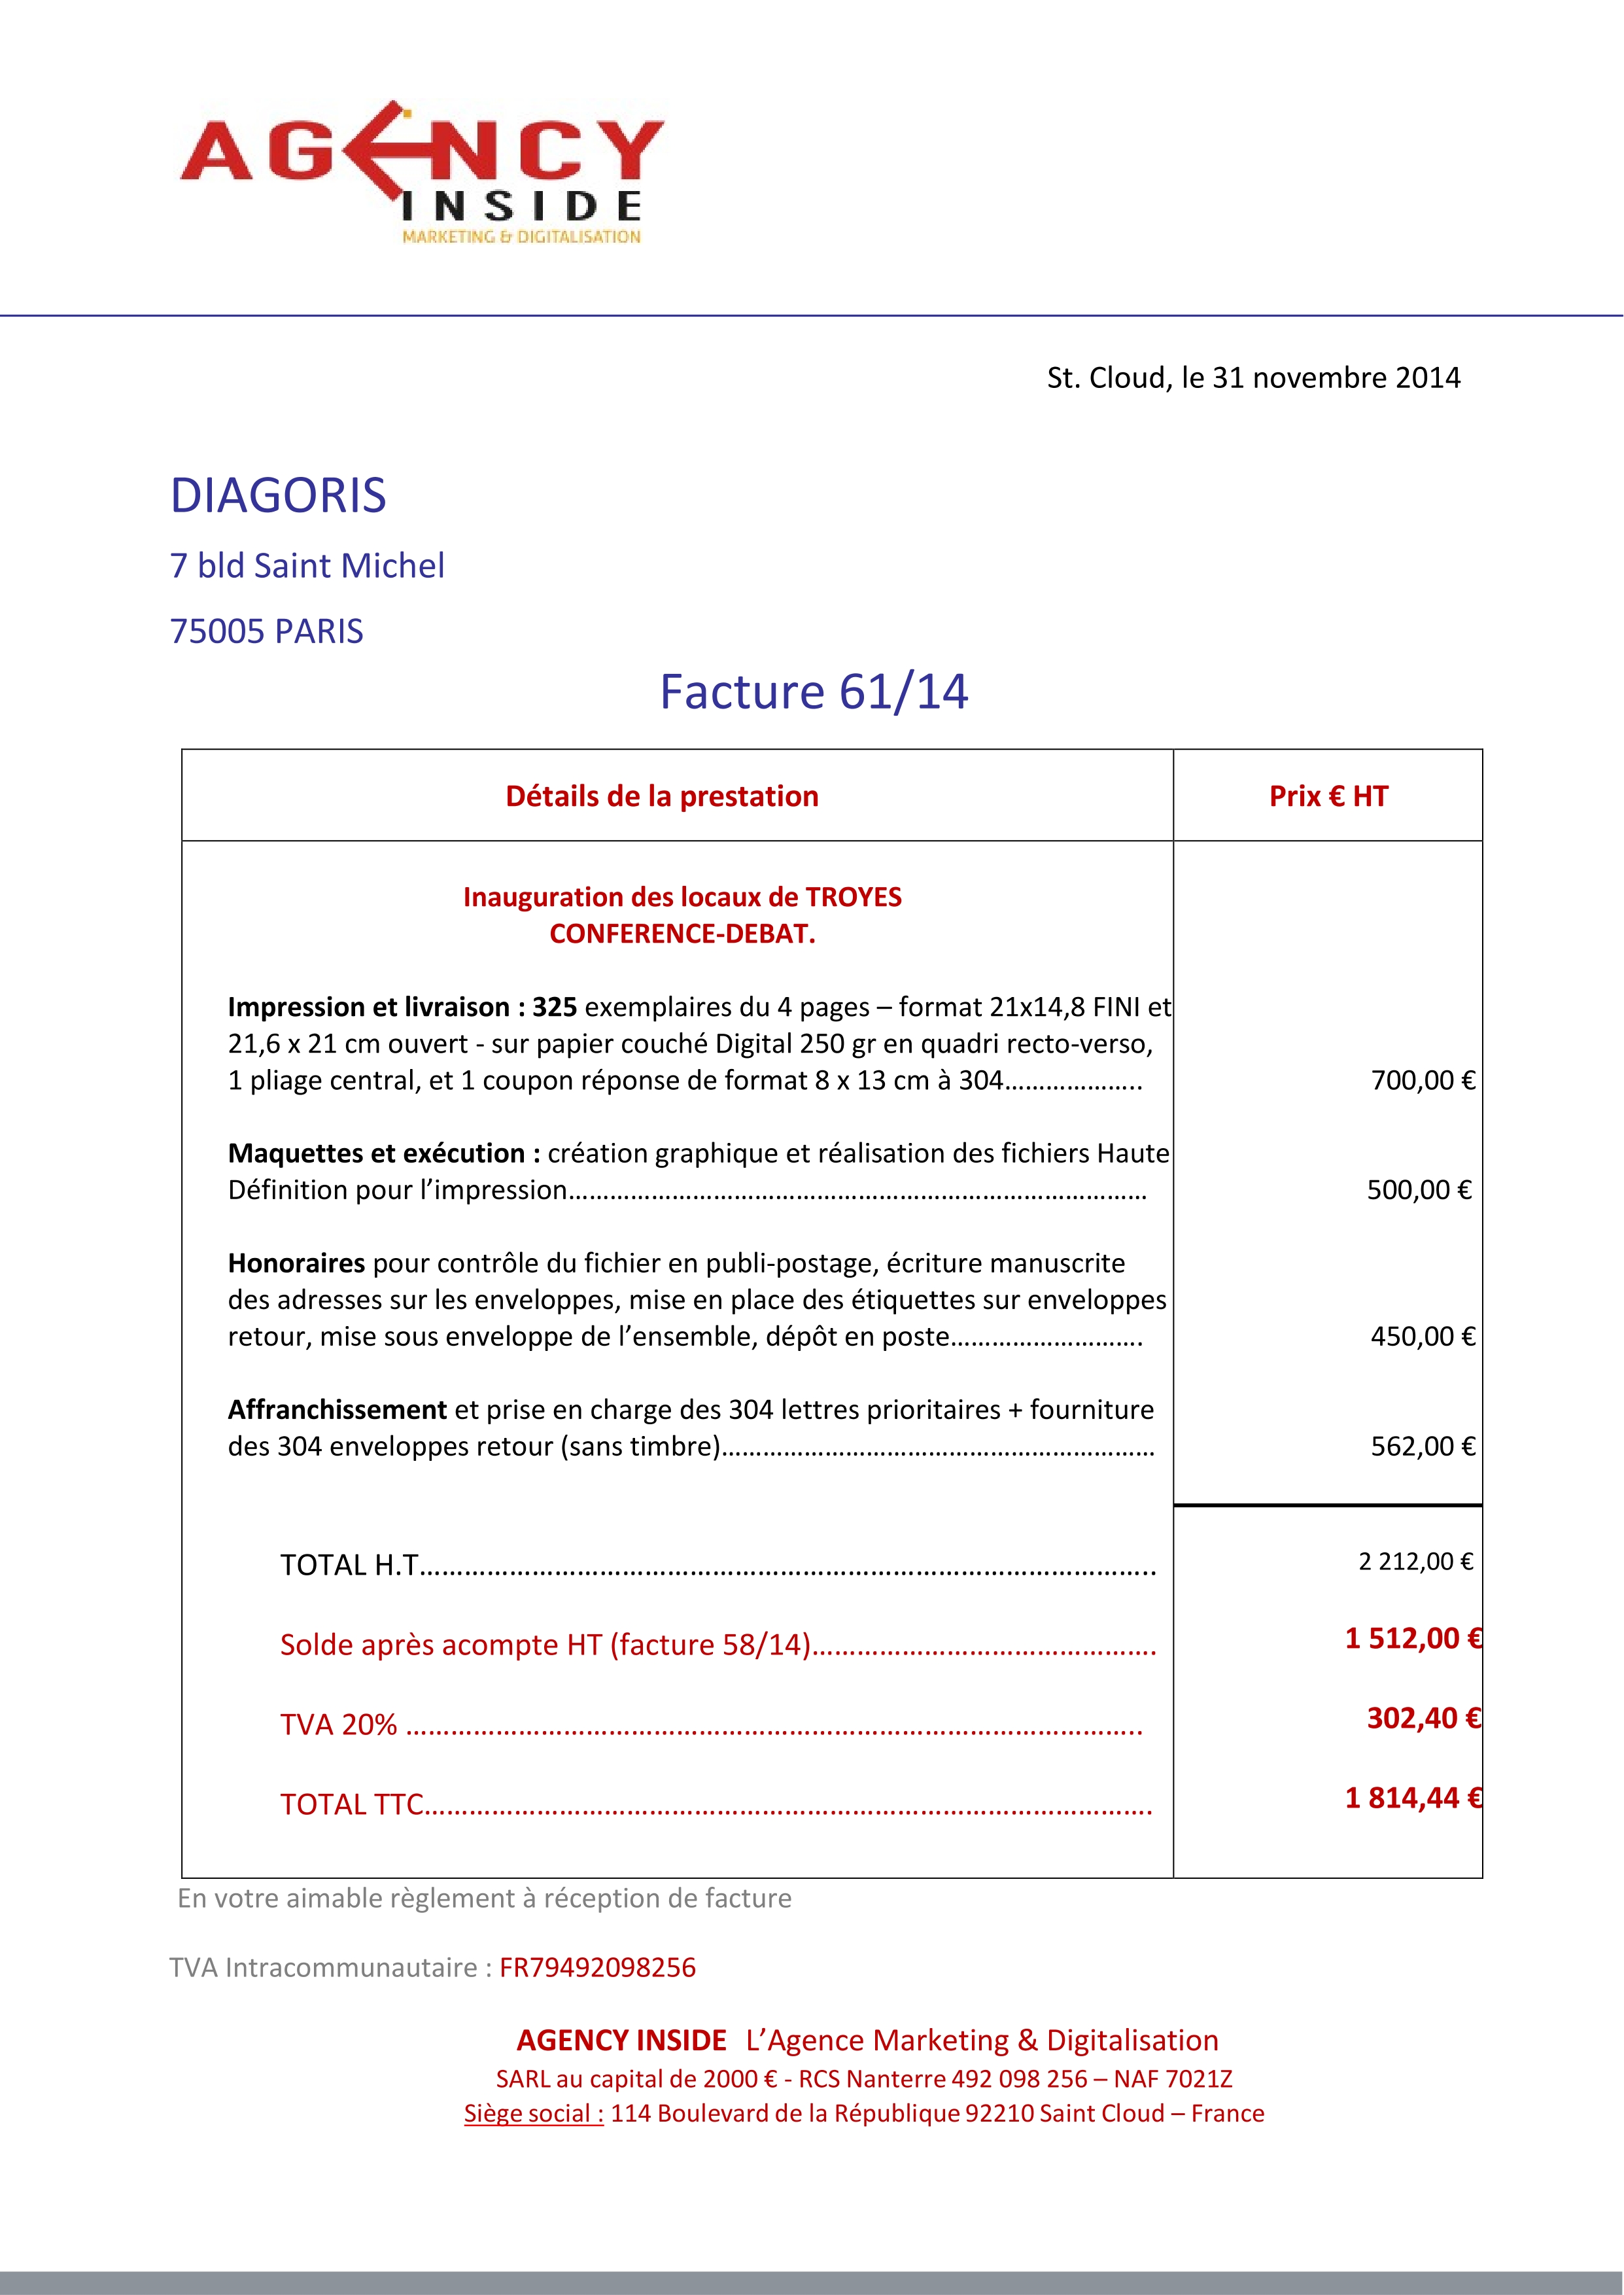 AGENCY
INSIDE
MARKETING & DIGITALISATION
St. Cloud, le 31 novembre 2014
DIAGORIS
7 bld Saint Michel
75005 PARIS
Facture 61/14
Détails de la prestation
Prix € HT
Inauguration des locaux de TROYES
CONFERENCE-DEBAT.
Impression et livraison : 325 exemplaires du 4 pages – format 21x14,8 FINI et
21,6 x 21 cm ouvert - sur papier couché Digital 250 gr en quadri recto-verso,
1 pliage central, et 1 coupon réponse de format 8 x 13 cm à 304……………….. 700,00 €
Maquettes et exécution : création graphique et réalisation des fichiers Haute
Définition pour l’impression………………………………………………………………………… 500,00 €
Honoraires pour contrôle du fichier en publi-postage, écriture manuscrite
des adresses sur les enveloppes, mise en place des étiquettes sur enveloppes
retour, mise sous enveloppe de l’ensemble, dépôt en poste………………………. 450,00 €
Affranchissement et prise en charge des 304 lettres prioritaires + fourniture
des 304 enveloppes retour (sans timbre)……………………………………………………… 562,00 €
TOTAL H.T…………………………………………………………………………………….. 2 212,00 €
Solde après acompte HT (facture 58/14)………………………………………. 1 512,00 €
TVA 20% …………………………………………………………………………………….. 302,40 €
TOTAL TTC……………………………………………………………………………………. 1 814,44 €
En votre aimable règlement à réception de facture
TVA Intracommunautaire : FR79492098256
AGENCY INSIDE L’Agence Marketing & Digitalisation
SARL au capital de 2000 € - RCS Nanterre 492 098 256 – NAF 7021Z
Siège social : 114 Boulevard de la République 92210 Saint Cloud – France